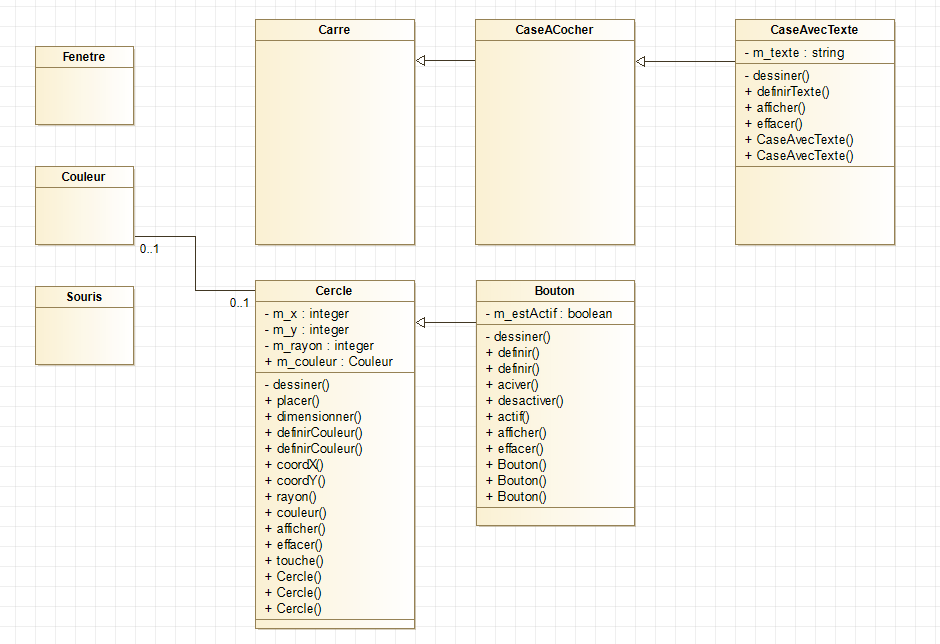 Fenetre
Couleur
0..1
Souris
Carre
CaseACocher
CaseAvecTexte
- m_texte : string
- dessiner()
+ definirTexte()
+ afficher()
+ effacer()
+ CaseAvecTexte()
+ CaseAvecTexte()
0..1
Cercle
- m_x : integer
- m_y : integer
- m_rayon : integer
+ m_couleur : Couleur
- dessiner()
+ placer()
+ dimensionner()
+ definirCouleur()
+ definirCouleur()
+ coordX()
+ coordY()
+ rayon()
+ couleur()
+ afficher()
+ effacer()
+ touche()
+ Cercle()
+ Cercle()
+ Cercle()
Bouton
- m_estActif : boolean
- dessiner()
+ definir()
+ definir()
+ aciver()
+ desactiver()
+ actif()
+ afficher()
+ effacer()
+ Bouton()
+ Bouton()
+ Bouton()